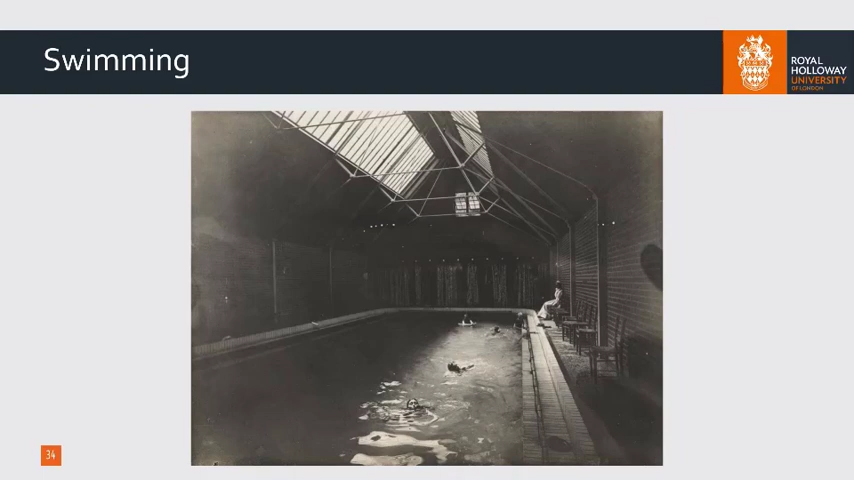 Swimming
ROYAL
HOLLOWAY
UNIVERSITY
OF LONDON
34